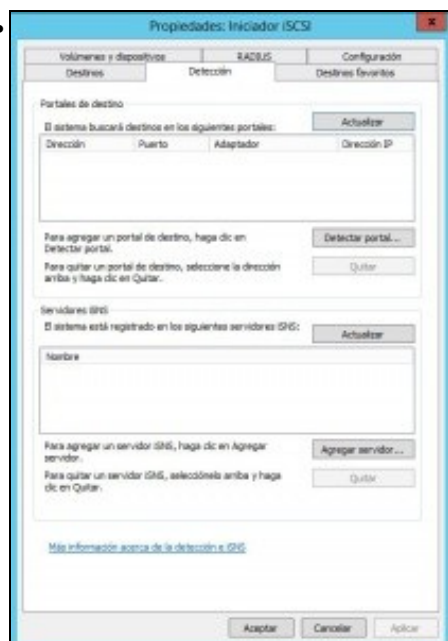 Propiedades: Iniciador iSCSI
Volúmenes y dispositivos RADIUS Configuración
Destinos Detección Destinos favoritos
Portales de destino
El sistema buscará destinos en los siguientes portales: Actualizar
Dirección Puerto Adaptador Dirección IP
Para agregar un portal de destino, haga clic en
Detectar portal. Detectar portal...
Para quitar un portal de destino, seleccione la dirección
arriba y haga clic en Quitar. Quitar
Servidores iSNS
El sistema está registrado en los siguientes servidores iSNS: Actualizar
Nombre
Para agregar un servidor iSNS, haga clic en Agregar
servidor. Agregar servidor...
Para quitar un servidor iSNS, selecciónelo arriba y haga
clic en Quitar. Quitar
Más información acerca de la detección e iSNS
Aceptar Cancelar Aplicar